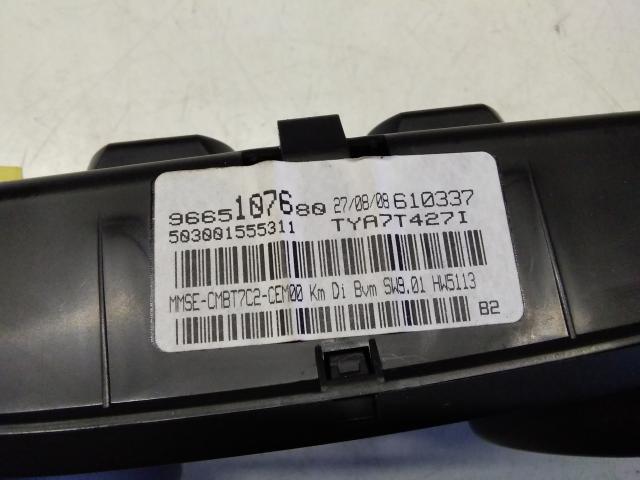 9665107680 27/08/08 610337
503001555311 TYA7T427I
MMSE-CMBT7C2-CEM00 Km Di Bvm SW9.01 HW5113
B2